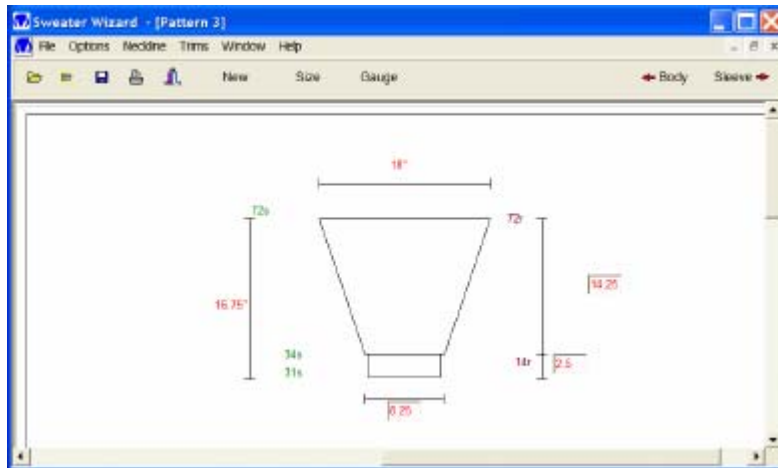 Sweater Wizard - [Pattern 3]
File Options Neckline Trims Window Help
New Size Gauge Body Sleeve
18"
72s 72r
14.25
16.75"
34s
14r 2.5
31s
8.25